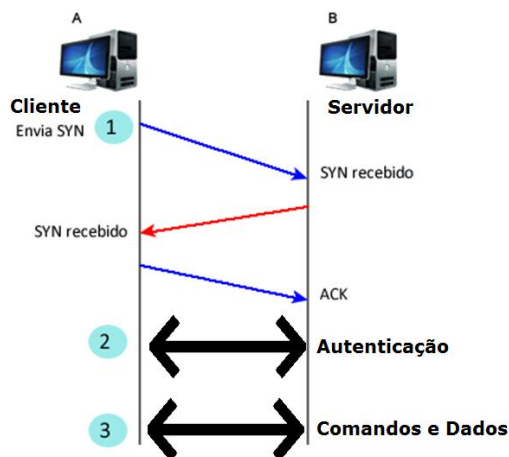 A
B
Cliente
Servidor
Envia SYN
1
SYN recebido
SYN recebido
ACK
2
Autenticação
3
Comandos e Dados